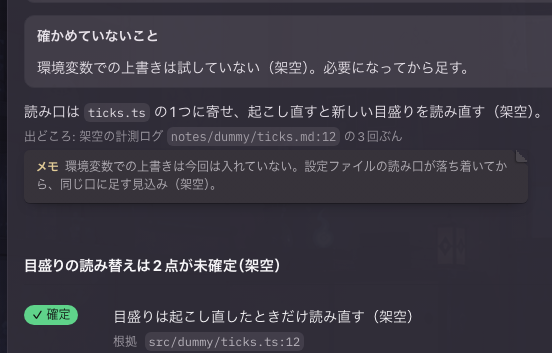 確かめていないこと
環境変数での上書きは試していない（架空）。必要になってから足す。
読み口は ticks.ts の1つに寄せ、起こし直すと新しい目盛りを読み直す（架空）。
出どころ: 架空の計測ログ notes/dummy/ticks.md:12 の3回ぶん
メモ 環境変数での上書きは今回は入れていない。設定ファイルの読み口が落ち着いてか
ら、同じ口に足す見込み（架空）。
目盛りの読み替えは2点が未確定（架空）
✓ 確定 目盛りは起こし直したときだけ読み直す（架空）
根拠 src/dummy/ticks.ts:12